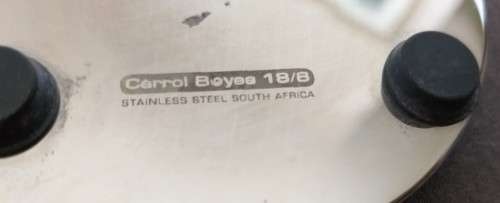 Carrol Boyes 18/8
STAINLESS STEEL SOUTH AFRICA